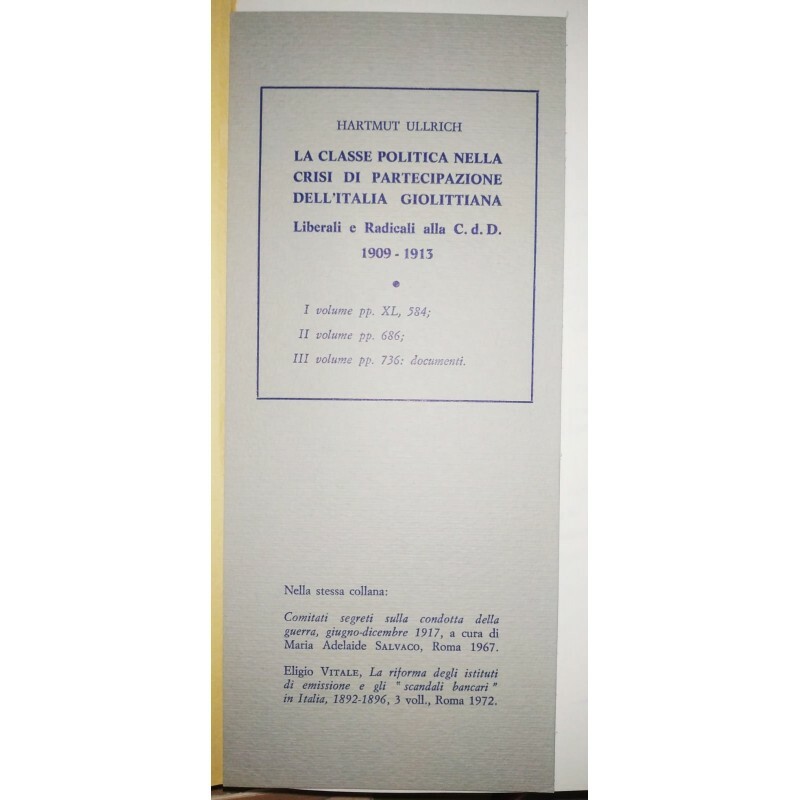 HARTMUT ULLRICH
LA CLASSE POLITICA NELLA
CRISI DI PARTECIPAZIONE
DELL'ITALIA GIOLITTIANA
Liberali e Radicali alla C. d. D.
1909 - 1913
I volume pp. XL, 584;
II volume pp. 686;
III volume pp. 736: documenti.
Nella stessa collana:
Comitati segreti sulla condotta della
guerra, giugno-dicembre 1917, a cura di
Maria Adelaide SALVACO, Roma 1967.
Eligio VITALE, La riforma degli istituti
di emissione e gli "scandali bancari"
in Italia, 1892-1896, 3 voll., Roma 1972.